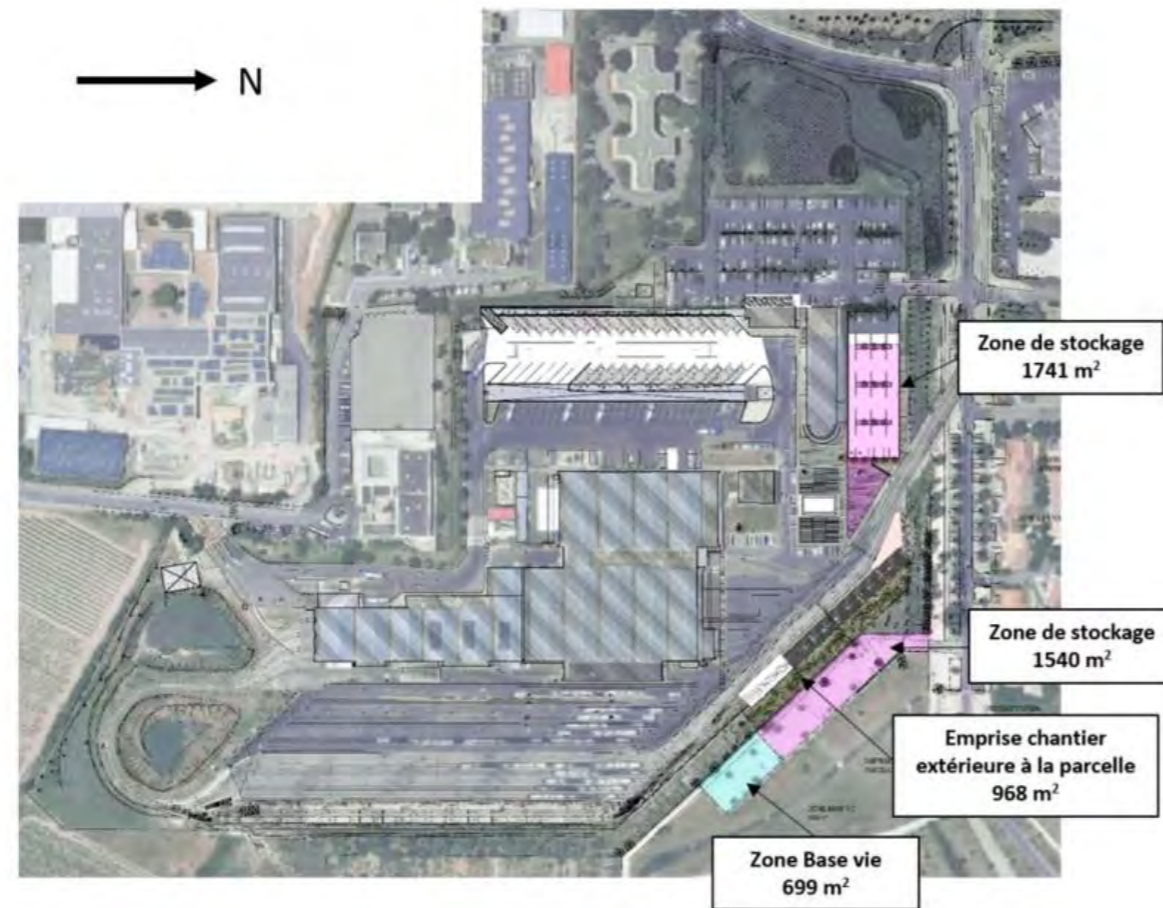 N
Zone de stockage
1741 m²
Zone de stockage
1540 m²
Emprise chantier
extérieure à la parcelle
968 m²
Zone Base vie
699 m²